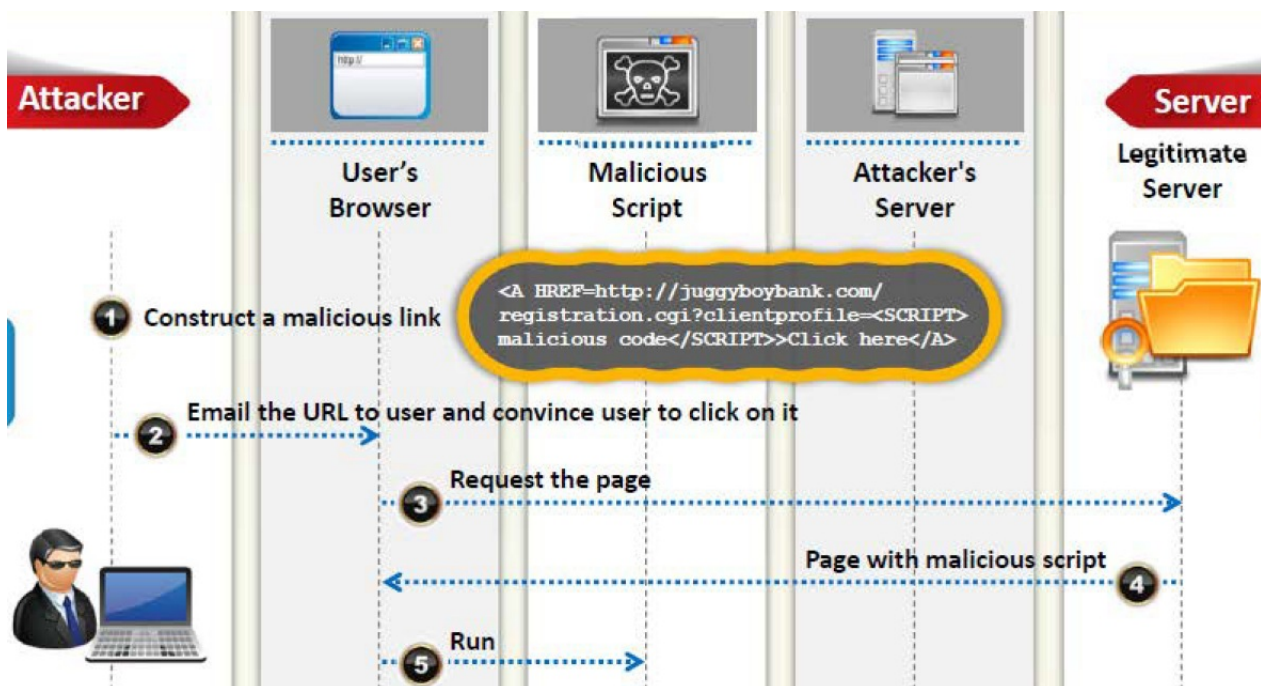 Attacker
http://
User's
Browser
Malicious
Script
Attacker's
Server
Server
Legitimate
Server
1 Construct a malicious link
<A HREF=http://juggyboybank.com/
registration.cgi?clientprofile=<SCRIPT>
malicious code</SCRIPT>>Click here</A>
2 Email the URL to user and convince user to click on it
3 Request the page
Page with malicious script 4
5 Run